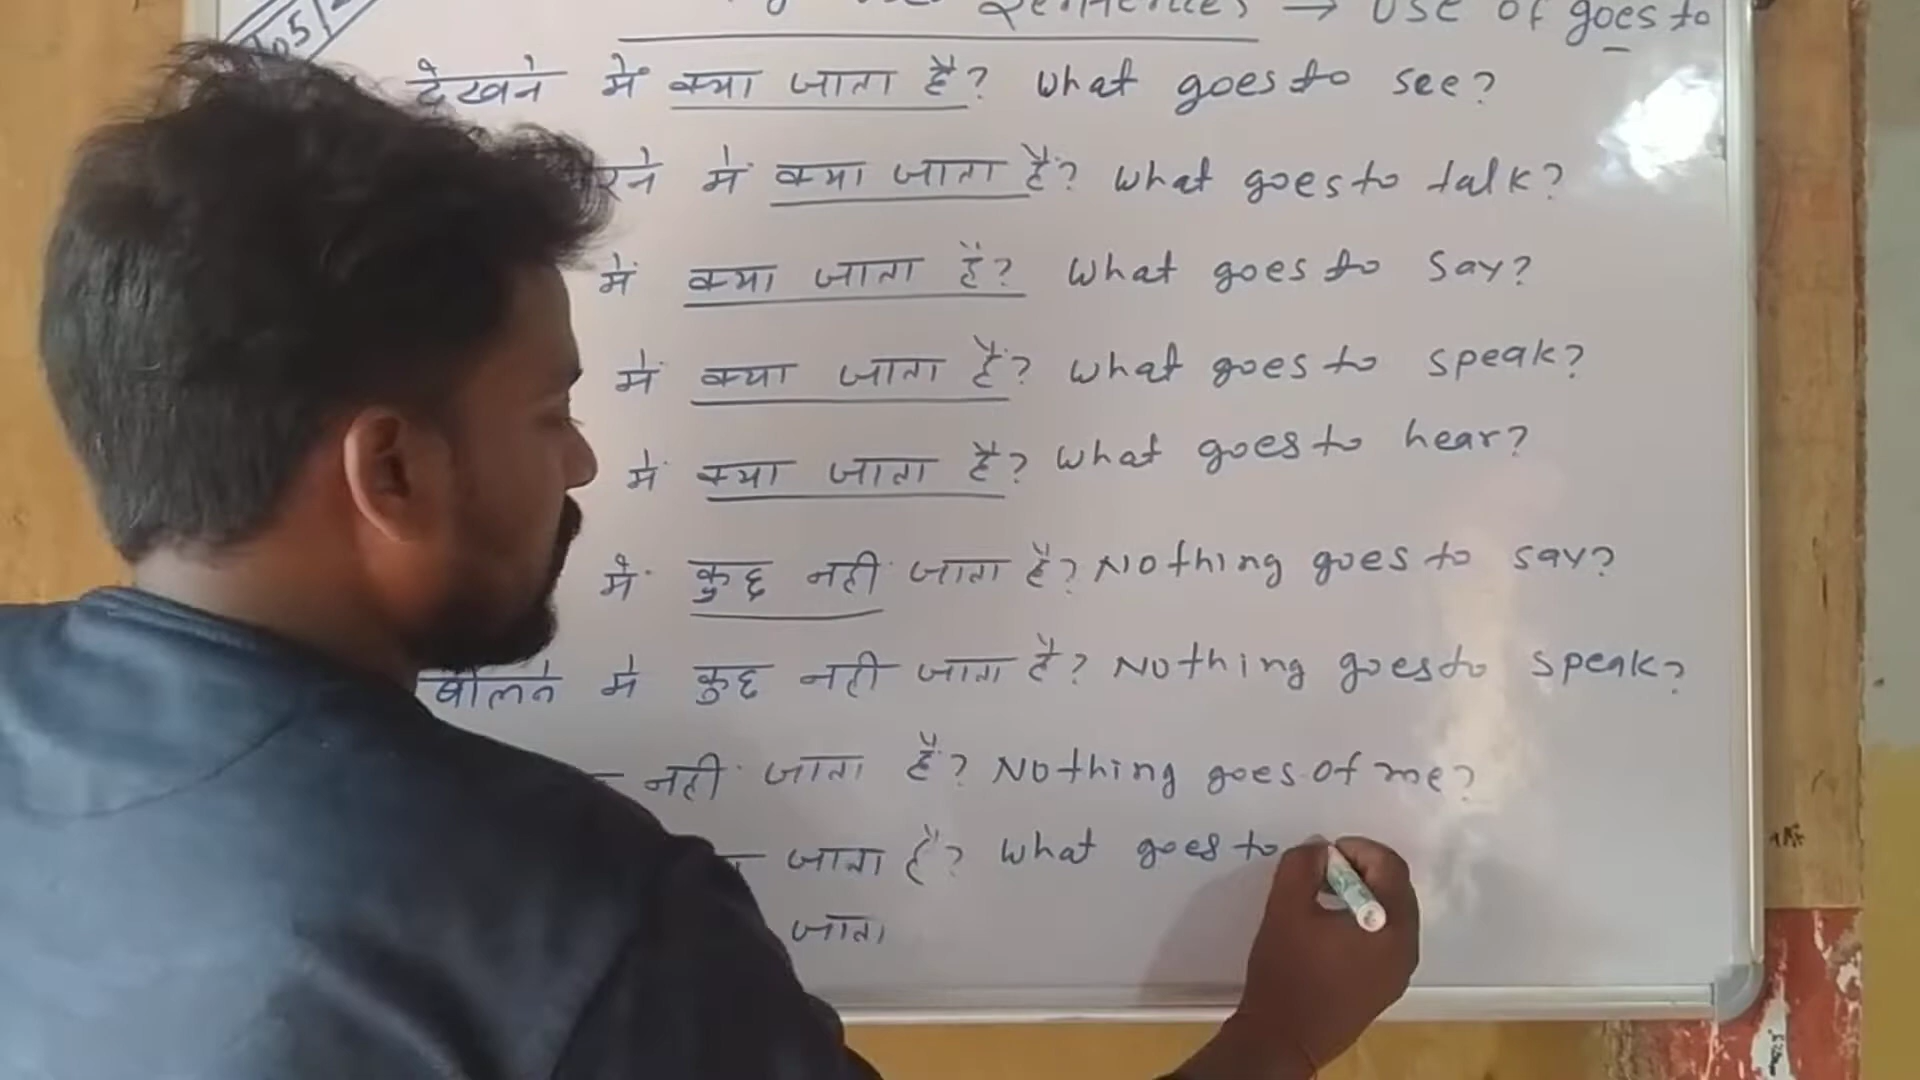 Sentences → Use of goes to
देखने में क्या जाता है? What goes to see?
में क्या जाता है? What goes to talk?
में क्या जाता है? What goes to say?
में क्या जाता है? What goes to speak?
में क्या जाता है? What goes to hear?
में कुछ नही जाता है? Nothing goes to say?
बोलने में कुछ नही जाता है? Nothing goes to speak?
नही जाता है? Nothing goes of me?
जाता है? What goes to
जाता